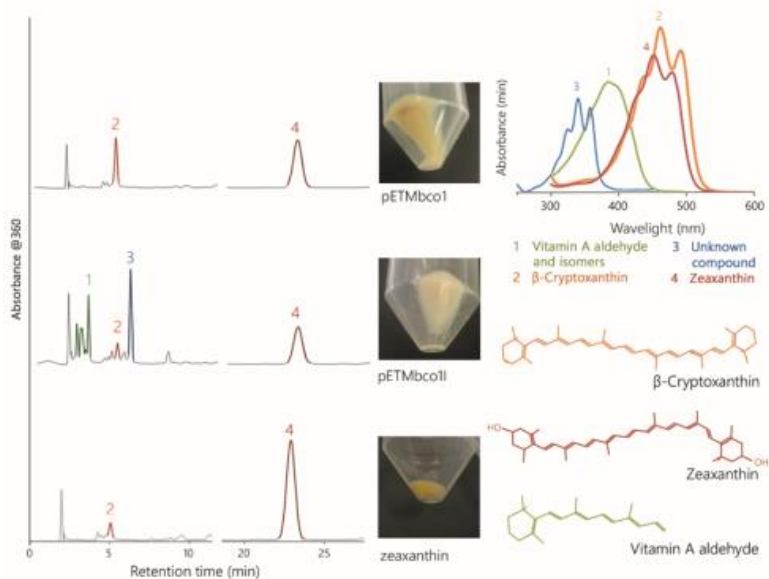 Absorbance @360
2
4
pETMbco1
1
2
3
4
pETMbco1l
2
4
zeaxanthin
0
5
10
20
25
Retention time (min)
Absorbance (min)
1
2
3
4
300
400
500
600
Wavelight (nm)
1 Vitamin A aldehyde
and isomers
2 β-Cryptoxanthin
3 Unknown
compound
4 Zeaxanthin
β-Cryptoxanthin
HO
OH
Zeaxanthin
Vitamin A aldehyde